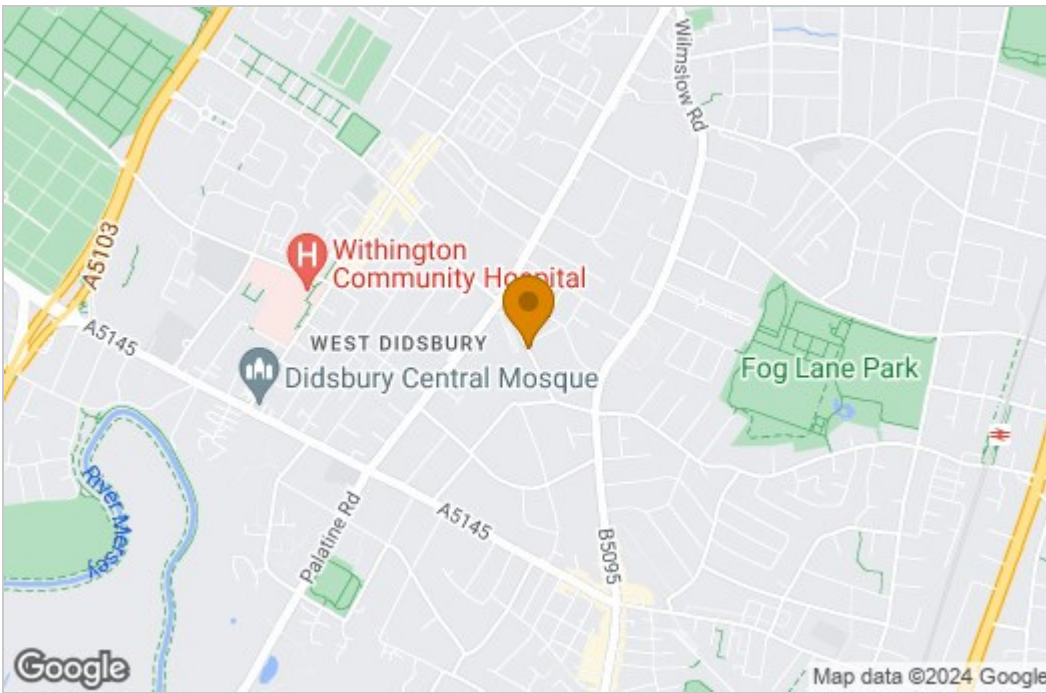 Wilmslow Rd
A5103
H Withington
Community Hospital
A5145
WEST DIDSBURY
Didsbury Central Mosque
Fog Lane Park
River Mersey
A5145
Palatine Rd
B5095
Google
Map data ©2024 Google